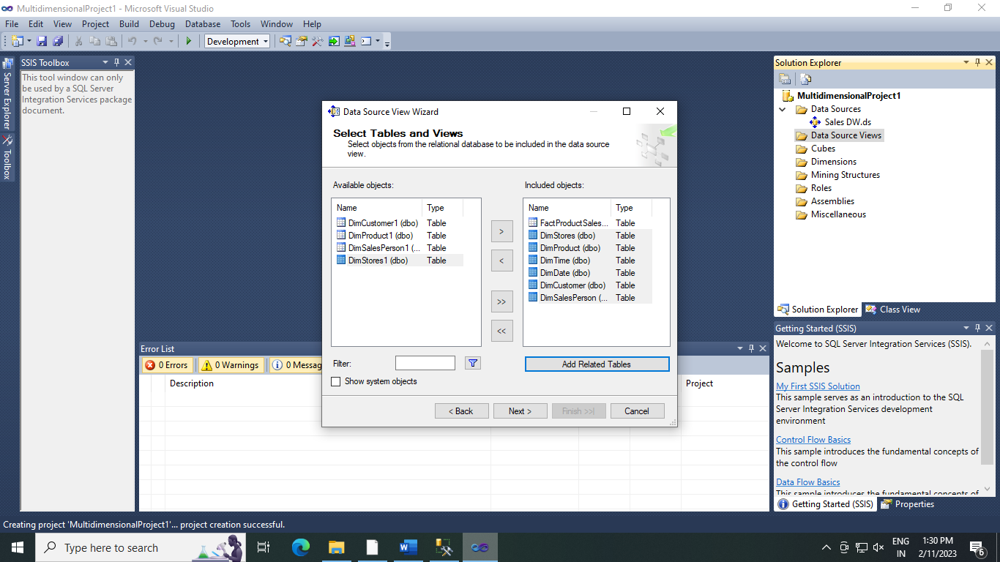 MultidimensionalProject1 - Microsoft Visual Studio
File Edit View Project Build Debug Database Tools Window Help
Development
SSIS Toolbox
This tool window can only
be used by a SQL Server
Integration Services package
document.
Server Explorer
Toolbox
Data Source View Wizard
Select Tables and Views
Select objects from the relational database to be included in the data source
view.
Available objects:
Name Type
DimCustomer1 (dbo) Table
DimProduct1 (dbo) Table
DimSalesPerson1 (... Table
DimStores1 (dbo) Table
>
<
>>
<<
Included objects:
Name Type
FactProductSales... Table
DimStores (dbo) Table
DimProduct (dbo) Table
DimTime (dbo) Table
DimDate (dbo) Table
DimCustomer (dbo) Table
DimSalesPerson (... Table
Filter:
Add Related Tables
Show system objects
< Back Next > Finish >>| Cancel
Error List
0 Errors 0 Warnings 0 Messag
Description Project
Solution Explorer
MultidimensionalProject1
Data Sources
Sales DW.ds
Data Source Views
Cubes
Dimensions
Mining Structures
Roles
Assemblies
Miscellaneous
Solution Explorer Class View
Getting Started (SSIS)
Welcome to SQL Server Integration Services (SSIS).
Samples
My First SSIS Solution
This sample serves as an introduction to the SQL
Server Integration Services development
environment
Control Flow Basics
This sample introduces the fundamental concepts of
the control flow
Data Flow Basics
This sample introduces the fundamental concepts of
Getting Started (SSIS) Properties
Creating project 'MultidimensionalProject1'... project creation successful.
Type here to search
ENG
IN
1:30 PM
2/11/2023
6